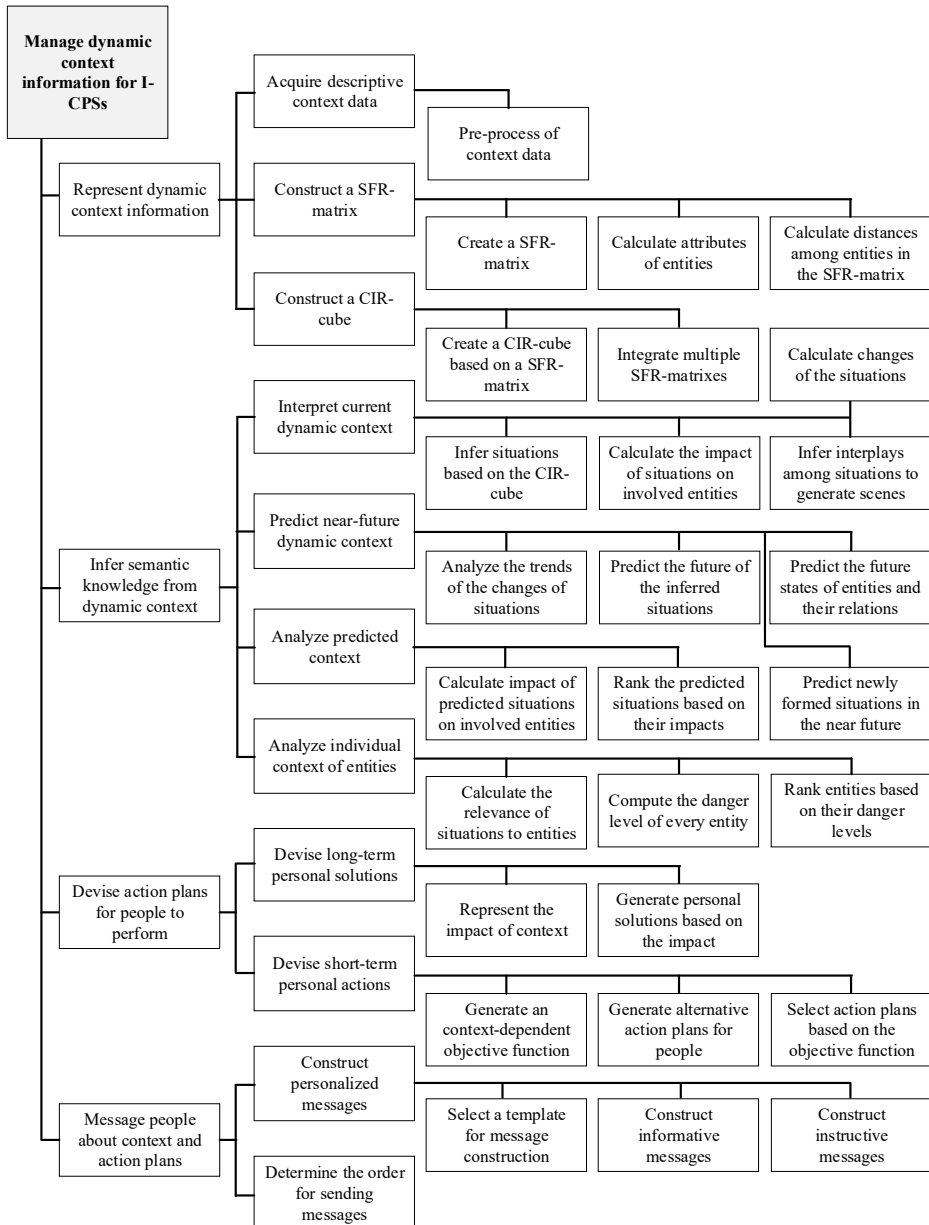 Manage dynamic
context
information for I-
CPSs
Acquire descriptive
context data
Pre-process of
context data
Represent dynamic
context information
Construct a SFR-
matrix
Create a SFR-
matrix
Calculate attributes
of entities
Calculate distances
among entities in
the SFR-matrix
Construct a CIR-
cube
Create a CIR-cube
based on a SFR-
matrix
Integrate multiple
SFR-matrixes
Calculate changes
of the situations
Interpret current
dynamic context
Infer situations
based on the CIR-
cube
Calculate the impact
of situations on
involved entities
Infer interplays
among situations to
generate scenes
Infer semantic
knowledge from
dynamic context
Predict near-future
dynamic context
Analyze the trends
of the changes of
situations
Predict the future of
the inferred
situations
Predict the future
states of entities and
their relations
Analyze predicted
context
Calculate impact of
predicted situations
on involved entities
Rank the predicted
situations based on
their impacts
Predict newly
formed situations in
the near future
Analyze individual
context of entities
Calculate the
relevance of
situations to entities
Compute the danger
level of every entity
Rank entities based
on their danger
levels
Devise action plans
for people to
perform
Devise long-term
personal solutions
Represent the
impact of context
Generate personal
solutions based on
the impact
Devise short-term
personal actions
Generate an
context-dependent
objective function
Generate alternative
action plans for
people
Select action plans
based on the
objective function
Message people
about context and
action plans
Construct
personalized
messages
Select a template
for message
construction
Construct
informative
messages
Construct
instructive
messages
Determine the order
for sending
messages